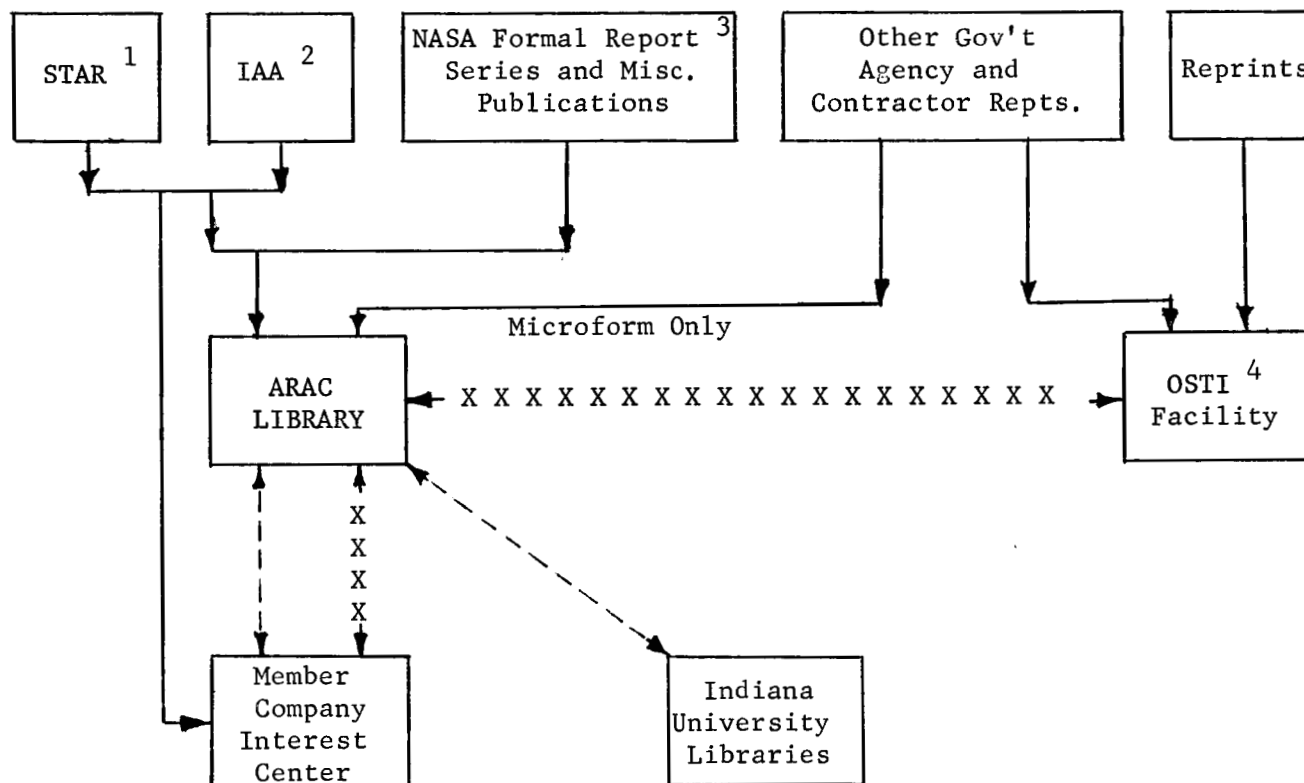 STAR 1
IAA 2
NASA Formal Report 3
Series and Misc.
Publications
Other Gov't
Agency and
Contractor Repts.
Reprints
Microform Only
ARAC
LIBRARY
X X X X X X X X X X X X X X X X X X X
OSTI 4
Facility
X
X
X
X
Member
Company
Interest
Center
Indiana
University
Libraries